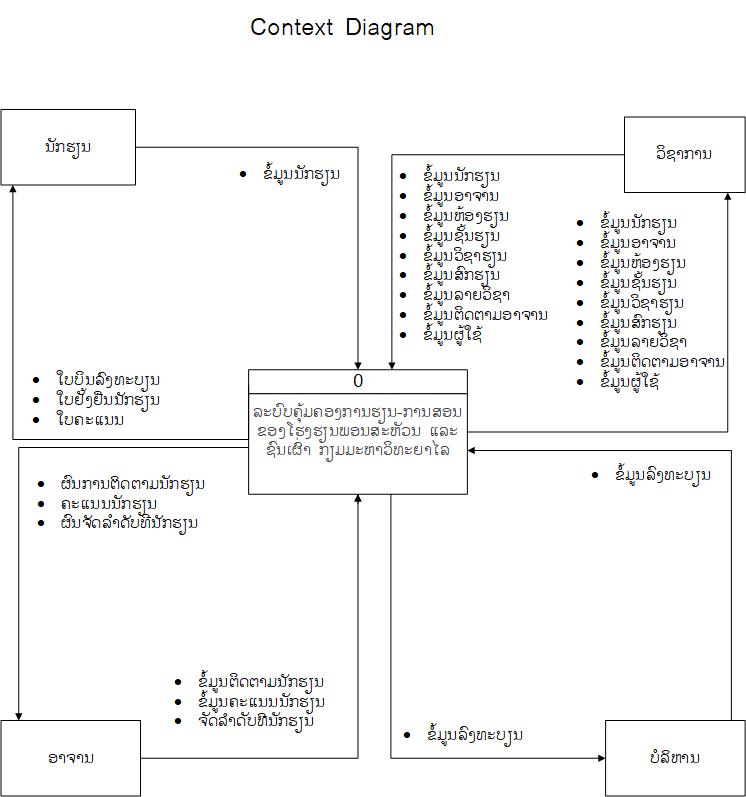 Context Diagram
ນັກຮຽນ
ວິຊາການ
• ຂໍ້ມູນນັກຮຽນ
• ຂໍ້ມູນນັກຮຽນ
• ຂໍ້ມູນອາຈານ
• ຂໍ້ມູນຫ້ອງຮຽນ
• ຂໍ້ມູນຊັ້ນຮຽນ
• ຂໍ້ມູນວິຊາຮຽນ
• ຂໍ້ມູນສົກຮຽນ
• ຂໍ້ມູນລາຍວິຊາ
• ຂໍ້ມູນຕິດຕາມອາຈານ
• ຂໍ້ມູນຜູ້ໃຊ້
• ຂໍ້ມູນນັກຮຽນ
• ຂໍ້ມູນອາຈານ
• ຂໍ້ມູນຫ້ອງຮຽນ
• ຂໍ້ມູນຊັ້ນຮຽນ
• ຂໍ້ມູນວິຊາຮຽນ
• ຂໍ້ມູນສົກຮຽນ
• ຂໍ້ມູນລາຍວິຊາ
• ຂໍ້ມູນຕິດຕາມອາຈານ
• ຂໍ້ມູນຜູ້ໃຊ້
• ໃບບິນລົງທະບຽນ
• ໃບຢັ້ງຢືນນັກຮຽນ
• ໃບຄະແນນ
0
ລະບົບຄຸ້ມຄອງການຮຽນ-ການສອນ
ຂອງໂຮງຮຽນພອນສະຫັວນ ແລະ
ຊົນເຜົ່າ ກຽມມະຫາວິທະຍາໄລ
• ຜົນການຕິດຕາມນັກຮຽນ
• ຄະແນນນັກຮຽນ
• ຜົນຈັດລຳດັບທີນັກຮຽນ
• ຂໍ້ມູນລົງທະບຽນ
• ຂໍ້ມູນຕິດຕາມນັກຮຽນ
• ຂໍ້ມູນຄະແນນນັກຮຽນ
• ຈັດລຳດັບທີນັກຮຽນ
• ຂໍ້ມູນລົງທະບຽນ
ອາຈານ
ບໍລິຫານ